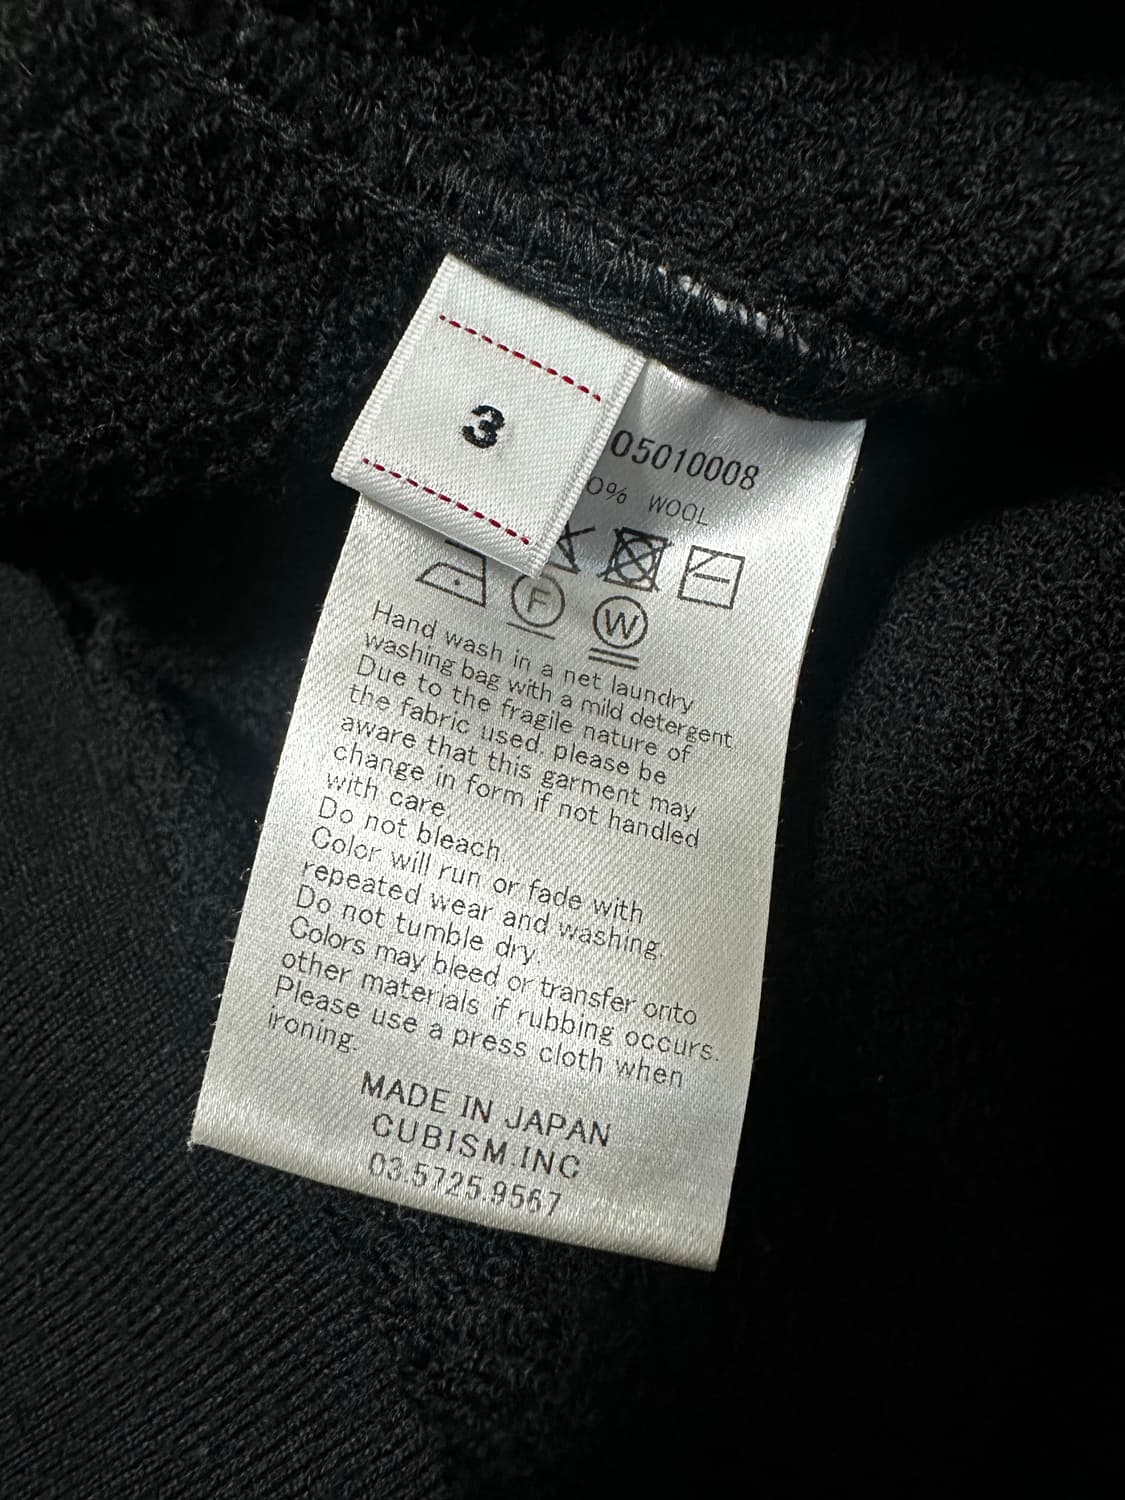 3
05010008
0% WOOL
F
W
Hand wash in a net laundry
washing bag with a mild detergent.
Due to the fragile nature of
the fabric used, please be
aware that this garment may
change in form if not handled
with care.
Do not bleach.
Color will run or fade with
repeated wear and washing.
Do not tumble dry.
Colors may bleed or transfer onto
other materials if rubbing occurs.
Please use a press cloth when
ironing.
MADE IN JAPAN
CUBISM.INC
03.5725.9567